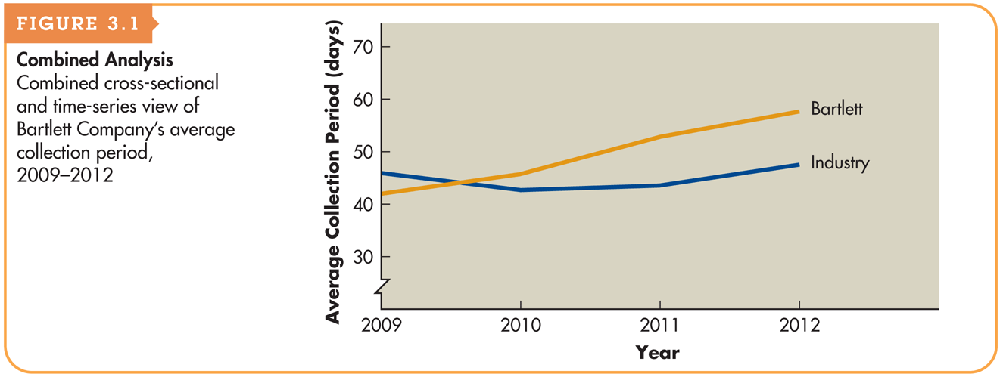 FIGURE 3.1
Combined Analysis
Combined cross-sectional
and time-series view of
Bartlett Company’s average
collection period,
2009–2012
Average Collection Period (days)
70
60
50
40
30
Bartlett
Industry
2009 2010 2011 2012
Year